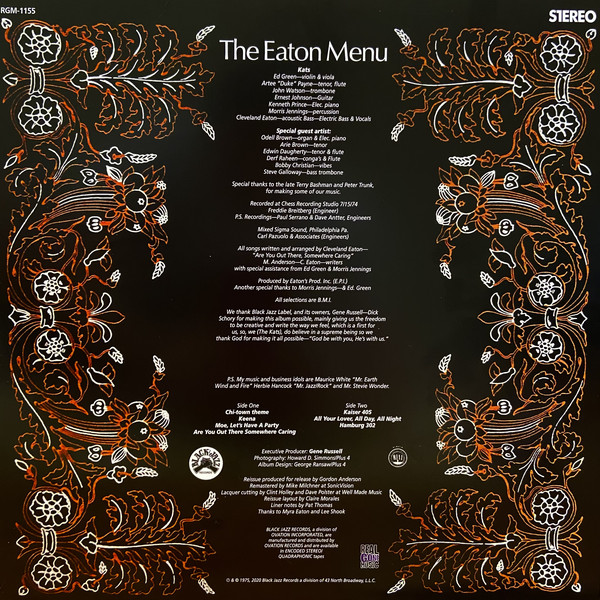 RGM-1155
STEREO
The Eaton Menu
Kats
Ed Green—violin & viola
Artee "Duke" Payne—tenor, flute
John Watson—trombone
Ernest Johnson—Guitar
Kenneth Prince—Elec. piano
Morris Jennings—percussion
Cleveland Eaton—acoustic Bass—Electric Bass & Vocals
Special guest artist:
Odell Brown—organ & Elec. piano
Arie Brown—tenor
Edwin Daugherty—tenor & flute
Derf Raheen—conga's & Flute
Bobby Christian—vibes
Steve Galloway—bass trombone
Special thanks to the late Terry Bashman and Peter Trunk,
for making some of our music.
Recorded at Chess Recording Studio 7/15/74
Freddie Breitberg (Engineer)
P.S. Recordings—Paul Serrano & Dave Antter, Engineers
Mixed Sigma Sound, Philadelphia Pa.
Carl Pazuolo & Associates (Engineers)
All songs written and arranged by Cleveland Eaton—
"Are You Out There, Somewhere Caring"
M. Anderson—C. Eaton—writers
with special assistance from Ed Green & Morris Jennings
Produced by Eaton's Prod. Inc. (E.P.I.)
Another special thanks to Morris Jennings—& Ed. Green
All selections are B.M.I.
We thank Black Jazz Label, and its owners, Gene Russell—Dick
Schory for making this album possible, mainly giving us the freedom
to be creative and write the way we feel, which is a first for
us, so, we (The Kats), do believe in a supreme being so we
thank God for making it all possible—"God be with you, He's with us."
P.S. My music and business idols are Maurice White "Mr. Earth
Wind and Fire" Herbie Hancock "Mr. Jazz/Rock" and Mr. Stevie Wonder.
Side One
Chi-town theme
Keena
Moe, Let's Have A Party
Are You Out There Somewhere Caring
Side Two
Kaiser 405
All Your Lover, All Day, All Night
Hamburg 302
BLACK JAZZ
Executive Producer: Gene Russell
Photography: Howard D. Simmons/Plus 4
Album Design: George Ransaw/Plus 4
Reissue produced for release by Gordon Anderson
Remastered by Mike Milchner at SonicVision
Lacquer cutting by Clint Holley and Dave Polster at Well Made Music
Reissue layout by Claire Morales
Liner notes by Pat Thomas
Thanks to Myra Eaton and Lee Shook
BLACK JAZZ RECORDS, a division of
OVATION INCORPORATED, are
manufactured and distributed by
OVATION RECORDS and are available
in ENCODED STEREO/
QUADRAPHONIC tapes
REAL
GONE
MUSIC
℗ & © 1975, 2020 Black Jazz Records a division of 43 North Broadway, L.L.C.